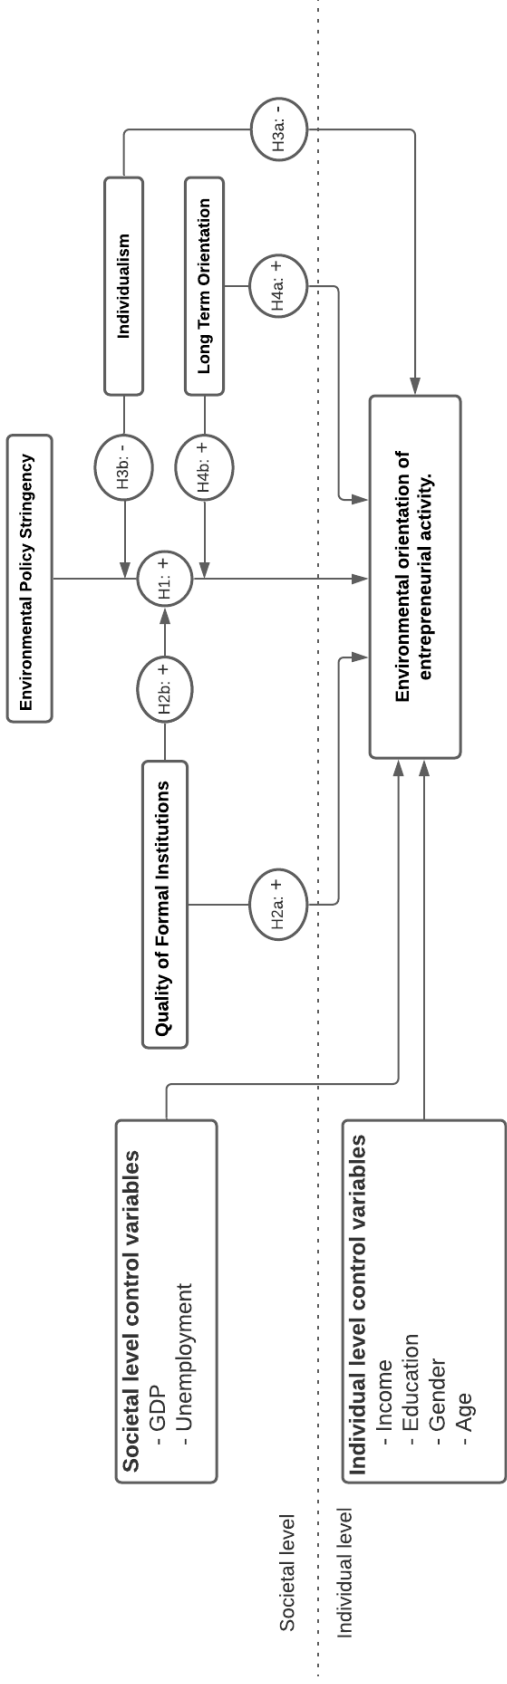 Environmental Policy Stringency
Individualism
Long Term Orientation
Quality of Formal Institutions
H3b: -
H4b: +
H1: +
H2b: +
H3a: -
H4a: +
H2a: +
Environmental orientation of
entrepreneurial activity.
Societal level control variables
- GDP
- Unemployment
Individual level control variables
- Income
- Education
- Gender
- Age
Societal level
Individual level